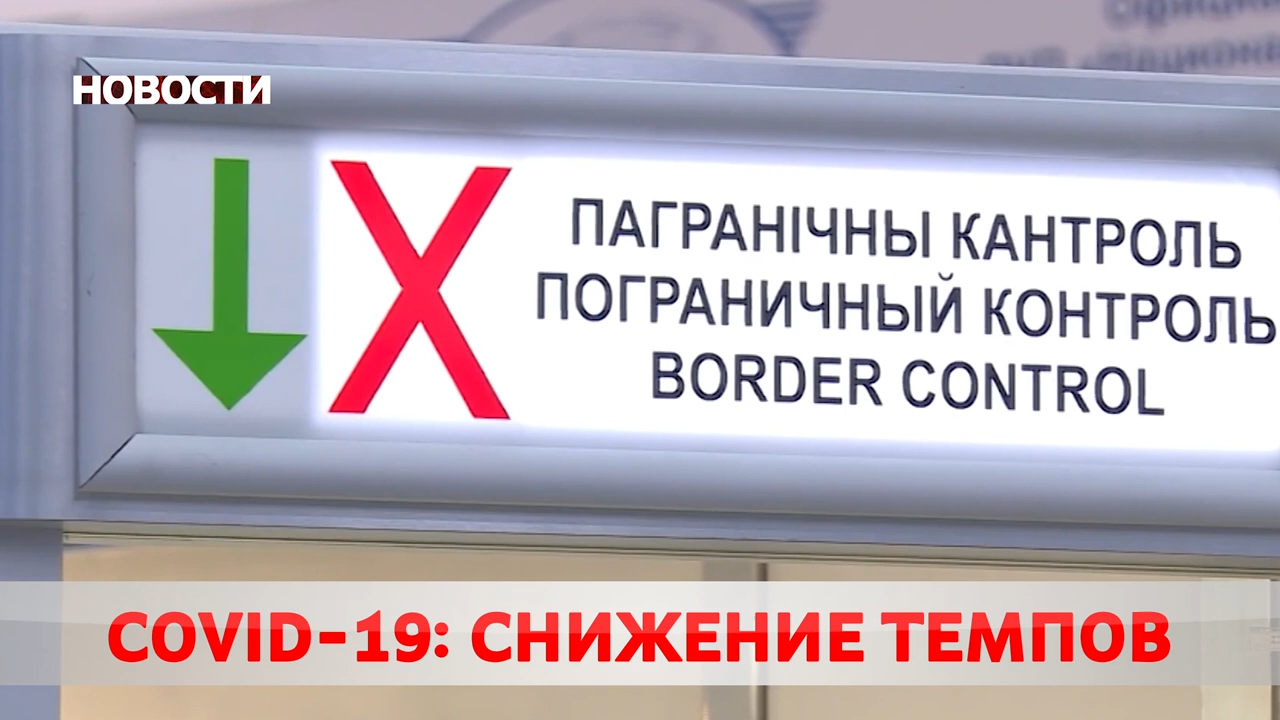 НОВОСТИ
ПАГРАНІЧНЫ КАНТРОЛЬ
ПОГРАНИЧНЫЙ КОНТРОЛЬ
BORDER CONTROL
COVID-19: СНИЖЕНИЕ ТЕМПОВ